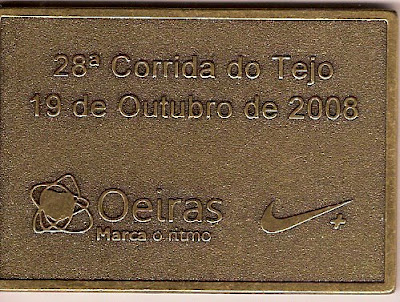 28ª Corrida do Tejo
19 de Outubro de 2008
Oeiras
Marca o ritmo
+